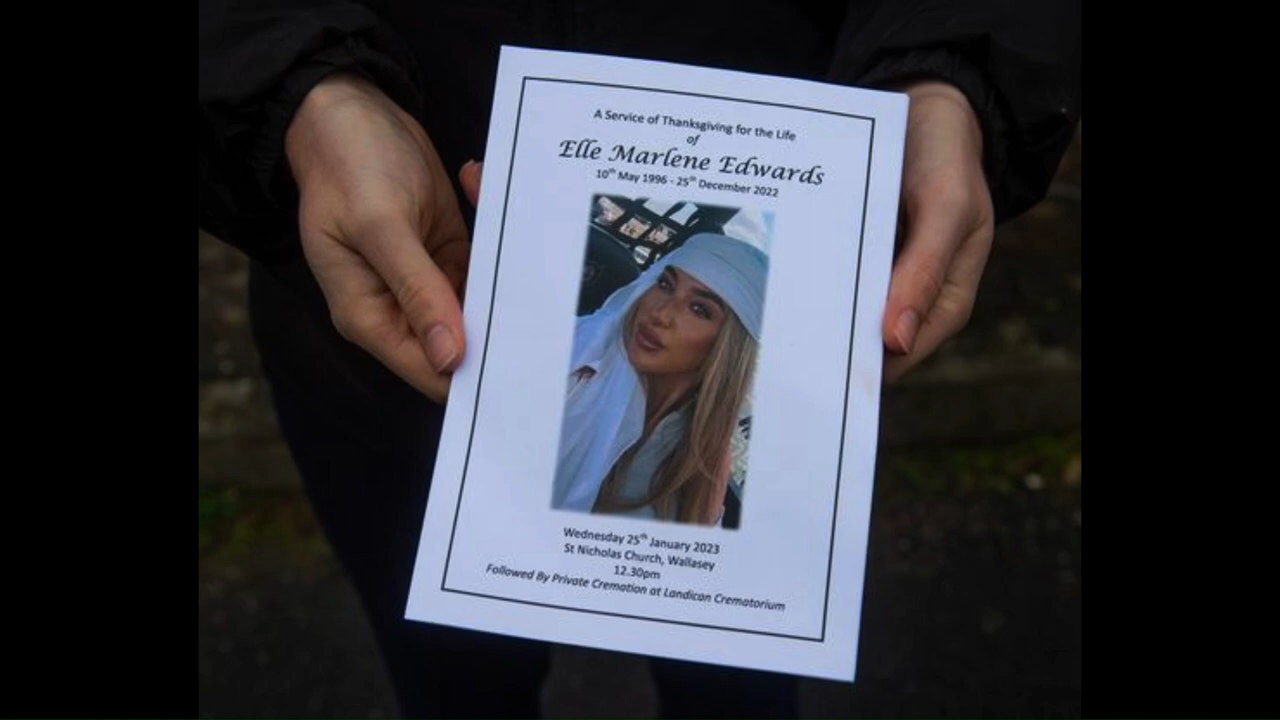 A Service of Thanksgiving for the Life
of
Elle Marlene Edwards
10th May 1996 - 25th December 2022
Wednesday 25th January 2023
St Nicholas Church, Wallasey
12.30pm
Followed By Private Cremation at Landican Crematorium